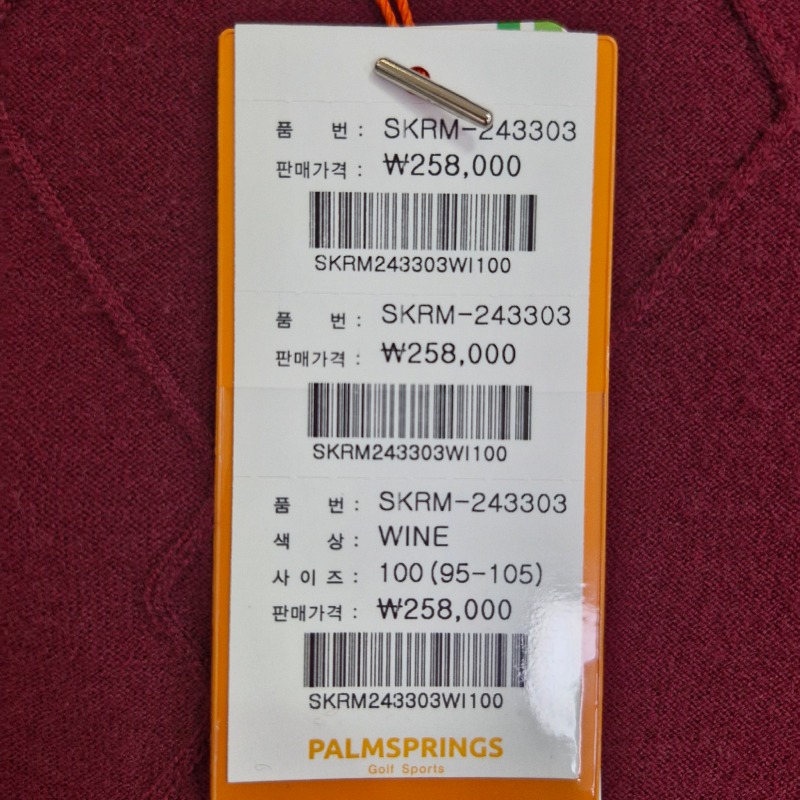 품 번 : SKRM-243303
판매가격 : ₩258,000
SKRM243303WI100
품 번 : SKRM-243303
판매가격 : ₩258,000
SKRM243303WI100
품 번 : SKRM-243303
색 상 : WINE
사 이 즈 : 100(95-105)
판매가격 : ₩258,000
SKRM243303WI100
PALMSPRINGS
Golf Sports